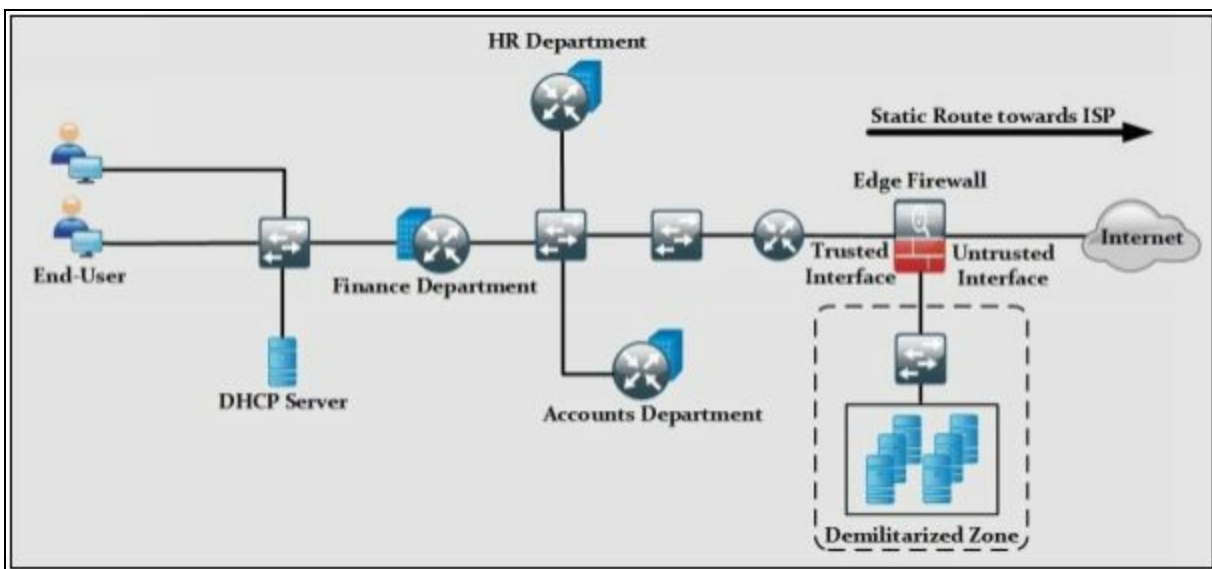 HR Department
Static Route towards ISP
Edge Firewall
Internet
Trusted
Interface
Untrusted
Interface
End-User
Finance Department
DHCP Server
Accounts Department
Demilitarized Zone